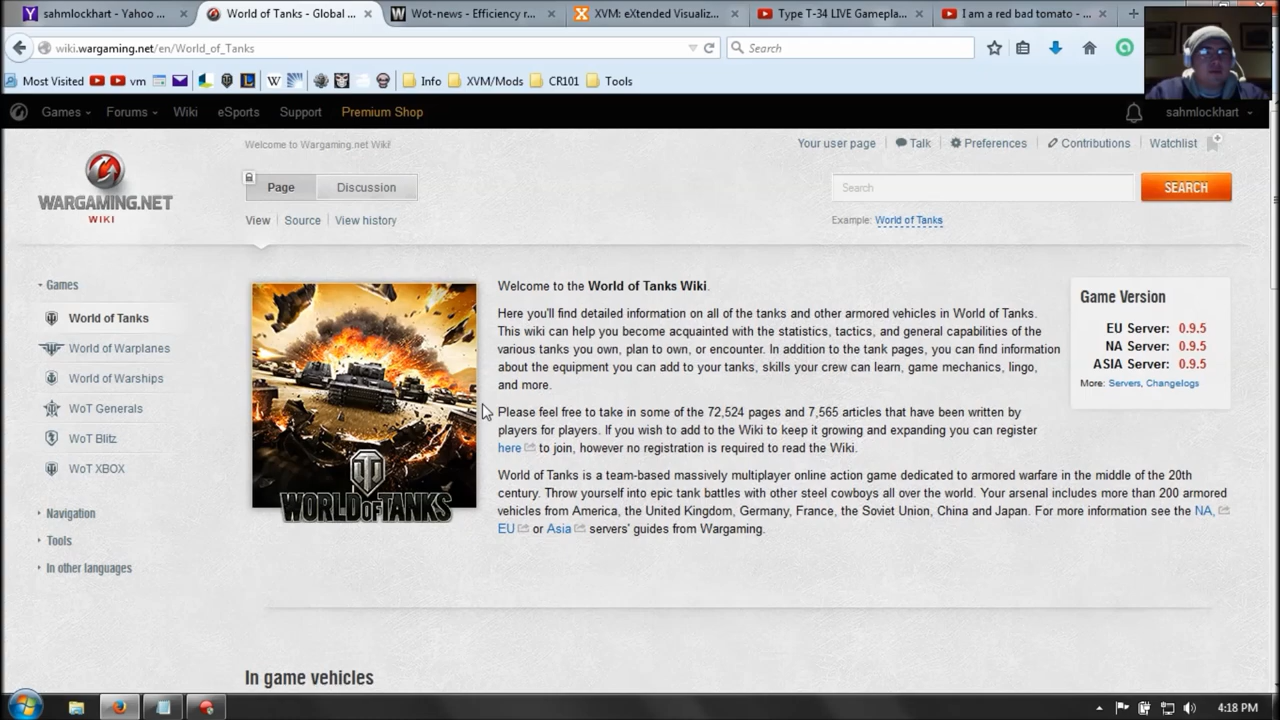 sahmlockhart - Yahoo ...
World of Tanks - Global ...
Wot-news - Efficiency r...
XVM: eXtended Visualiz...
Type T-34 LIVE Gamepla...
I am a red bad tomato - ...
wiki.wargaming.net/en/World_of_Tanks
Search
Most Visited
vm
Info
XVM/Mods
CR101
Tools
Games
Forums
Wiki
eSports
Support
Premium Shop
sahmlockhart
Welcome to Wargaming.net Wiki!
Your user page
Talk
Preferences
Contributions
Watchlist
WARGAMING.NET
WIKI
Page
Discussion
Search
SEARCH
View
Source
View history
Example: World of Tanks
Games
World of Tanks
World of Warplanes
World of Warships
WoT Generals
WoT Blitz
WoT XBOX
Navigation
Tools
In other languages
WORLD OF TANKS
Welcome to the World of Tanks Wiki.
Here you'll find detailed information on all of the tanks and other armored vehicles in World of Tanks.
This wiki can help you become acquainted with the statistics, tactics, and general capabilities of the
various tanks you own, plan to own, or encounter. In addition to the tank pages, you can find information
about the equipment you can add to your tanks, skills your crew can learn, game mechanics, lingo,
and more.
Please feel free to take in some of the 72,524 pages and 7,565 articles that have been written by
players for players. If you wish to add to the Wiki to keep it growing and expanding you can register
here to join, however no registration is required to read the Wiki.
World of Tanks is a team-based massively multiplayer online action game dedicated to armored warfare in the middle of the 20th
century. Throw yourself into epic tank battles with other steel cowboys all over the world. Your arsenal includes more than 200 armored
vehicles from America, the United Kingdom, Germany, France, the Soviet Union, China and Japan. For more information see the NA,
EU or Asia servers' guides from Wargaming.
Game Version
EU Server: 0.9.5
NA Server: 0.9.5
ASIA Server: 0.9.5
More: Servers, Changelogs
In game vehicles
4:18 PM